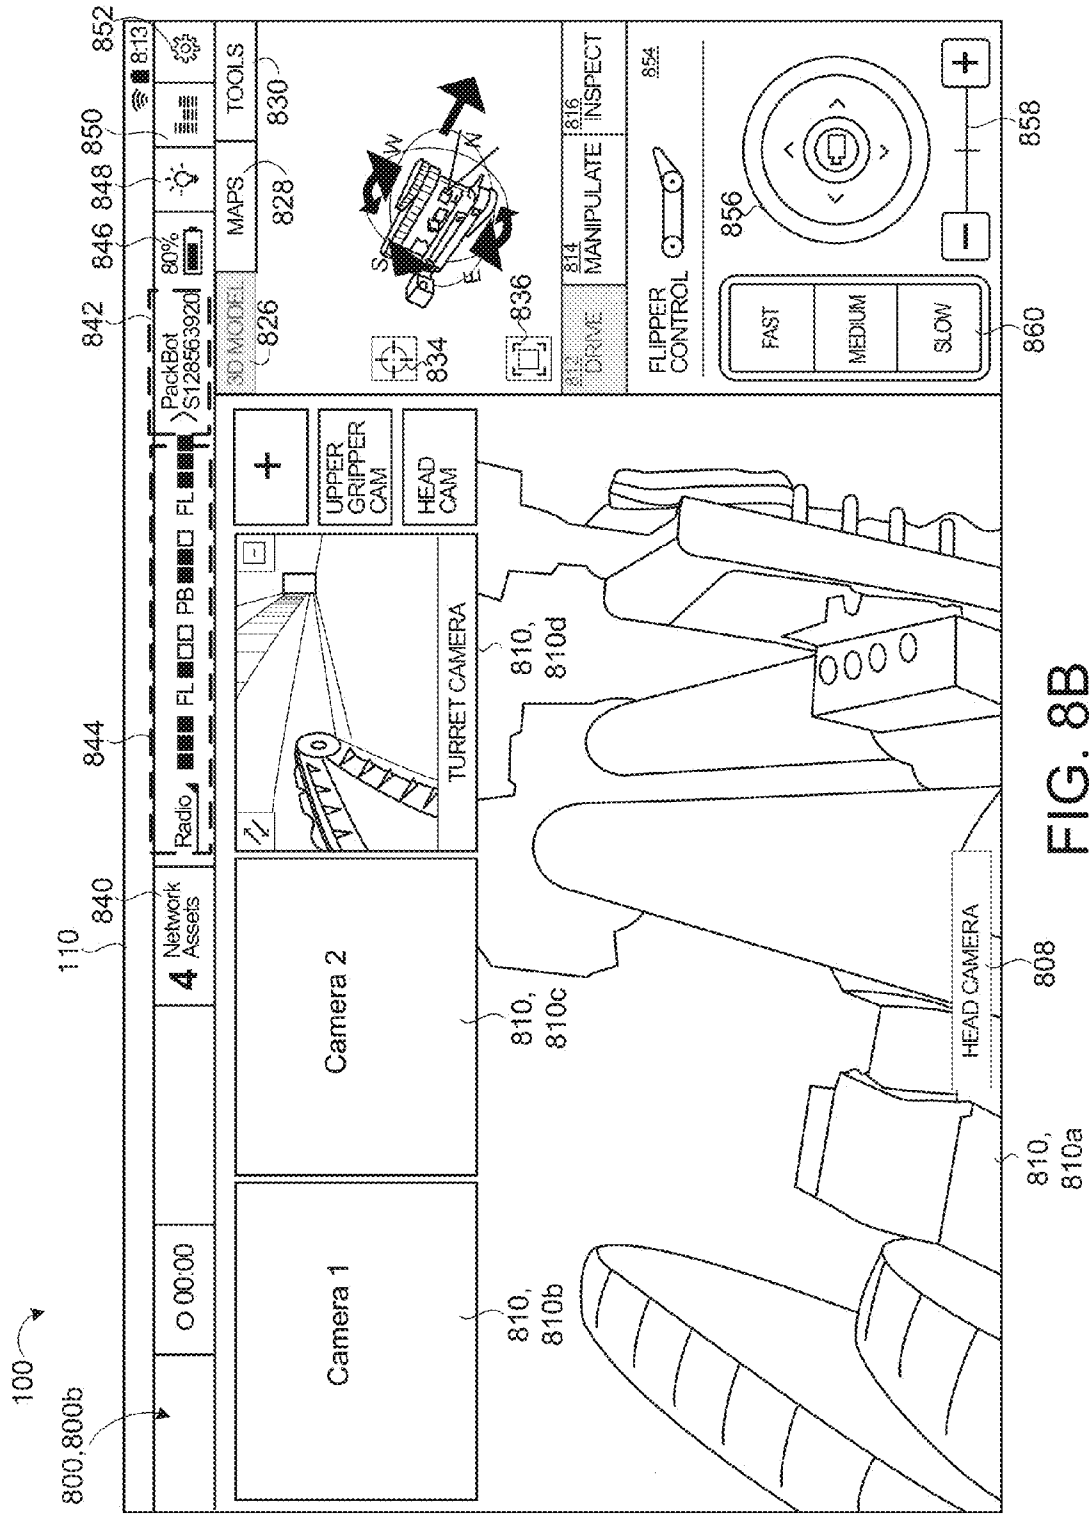 100
800,800b
110
840
844
842
846
848
850
852
8:13
○ 00:00
4 Network
Assets
Radio
FL
PB
FL
PackBot
S128563920
80%
3D MODEL
MAPS
TOOLS
826
828
830
Camera 1
Camera 2
TURRET CAMERA
+
UPPER
GRIPPER
CAM
HEAD
CAM
810,
810b
810,
810c
810,
810d
S
W
E
N
834
836
812
DRIVE
814
MANIPULATE
816
INSPECT
FLIPPER
CONTROL
854
856
FAST
MEDIUM
SLOW
860
−
+
858
HEAD CAMERA
808
810,
810a
FIG. 8B